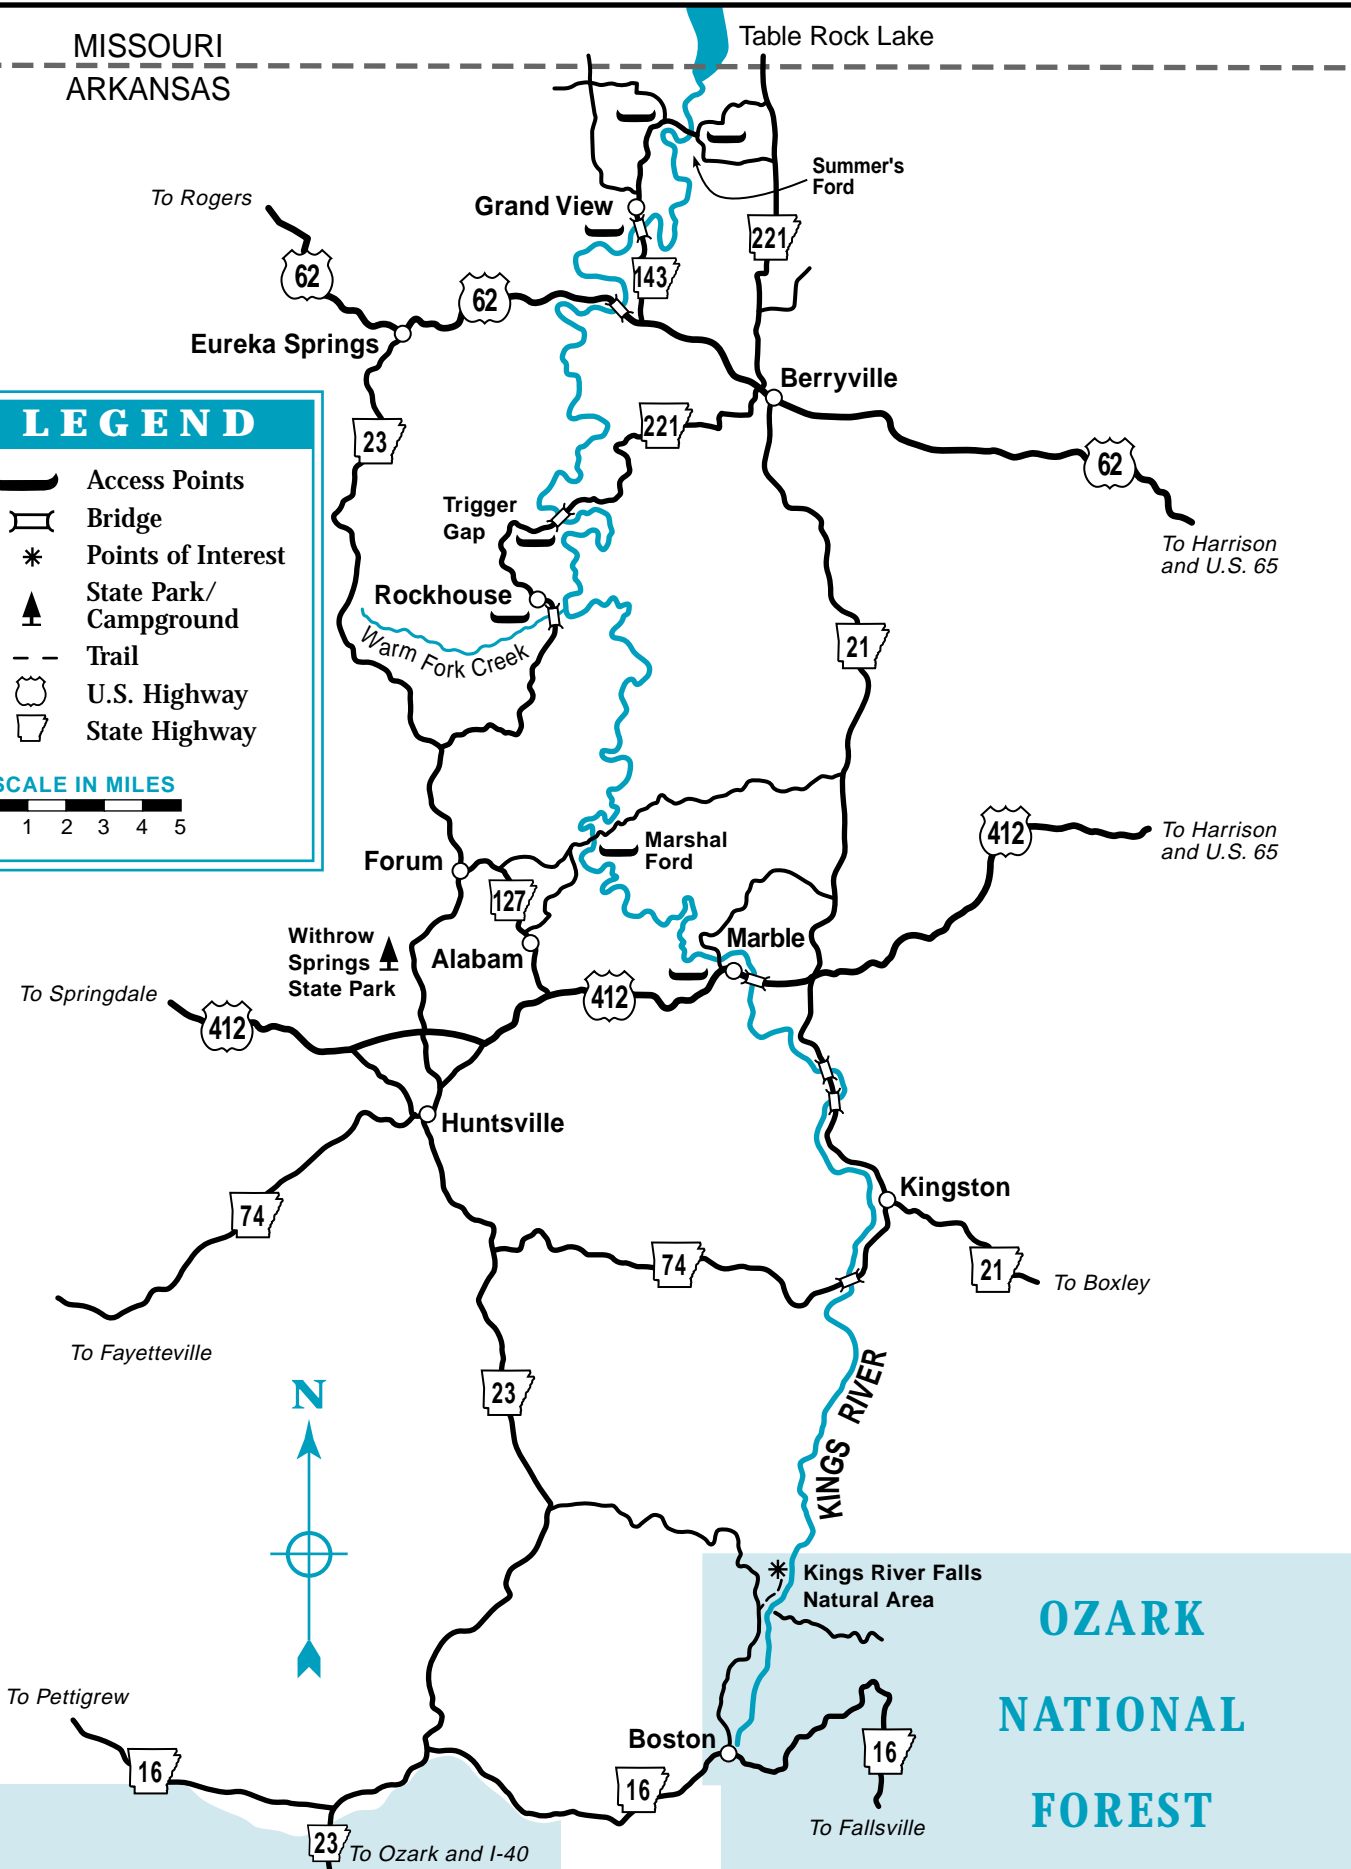 MISSOURI
Table Rock Lake
ARKANSAS
Summer's
Ford
To Rogers
Grand View
221
62
143
62
Eureka Springs
Berryville
LEGEND
Access Points
Bridge
Points of Interest
State Park/
Campground
Trail
U.S. Highway
State Highway
SCALE IN MILES
1 2 3 4 5
23
221
62
Trigger
Gap
To Harrison
and U.S. 65
Rockhouse
Warm Fork Creek
21
412
To Harrison
and U.S. 65
Marshal
Ford
Forum
127
Withrow
Springs
State Park
Alabam
Marble
To Springdale
412
412
Huntsville
Kingston
74
74
21
To Boxley
To Fayetteville
KINGS RIVER
N
23
Kings River Falls
Natural Area
OZARK
NATIONAL
FOREST
To Pettigrew
Boston
16
16
16
To Fallsville
23
To Ozark and I-40